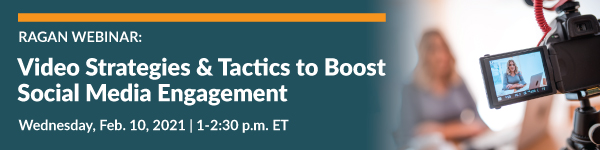 RAGAN WEBINAR:
Video Strategies & Tactics to Boost
Social Media Engagement
Wednesday, Feb. 10, 2021 | 1-2:30 p.m. ET